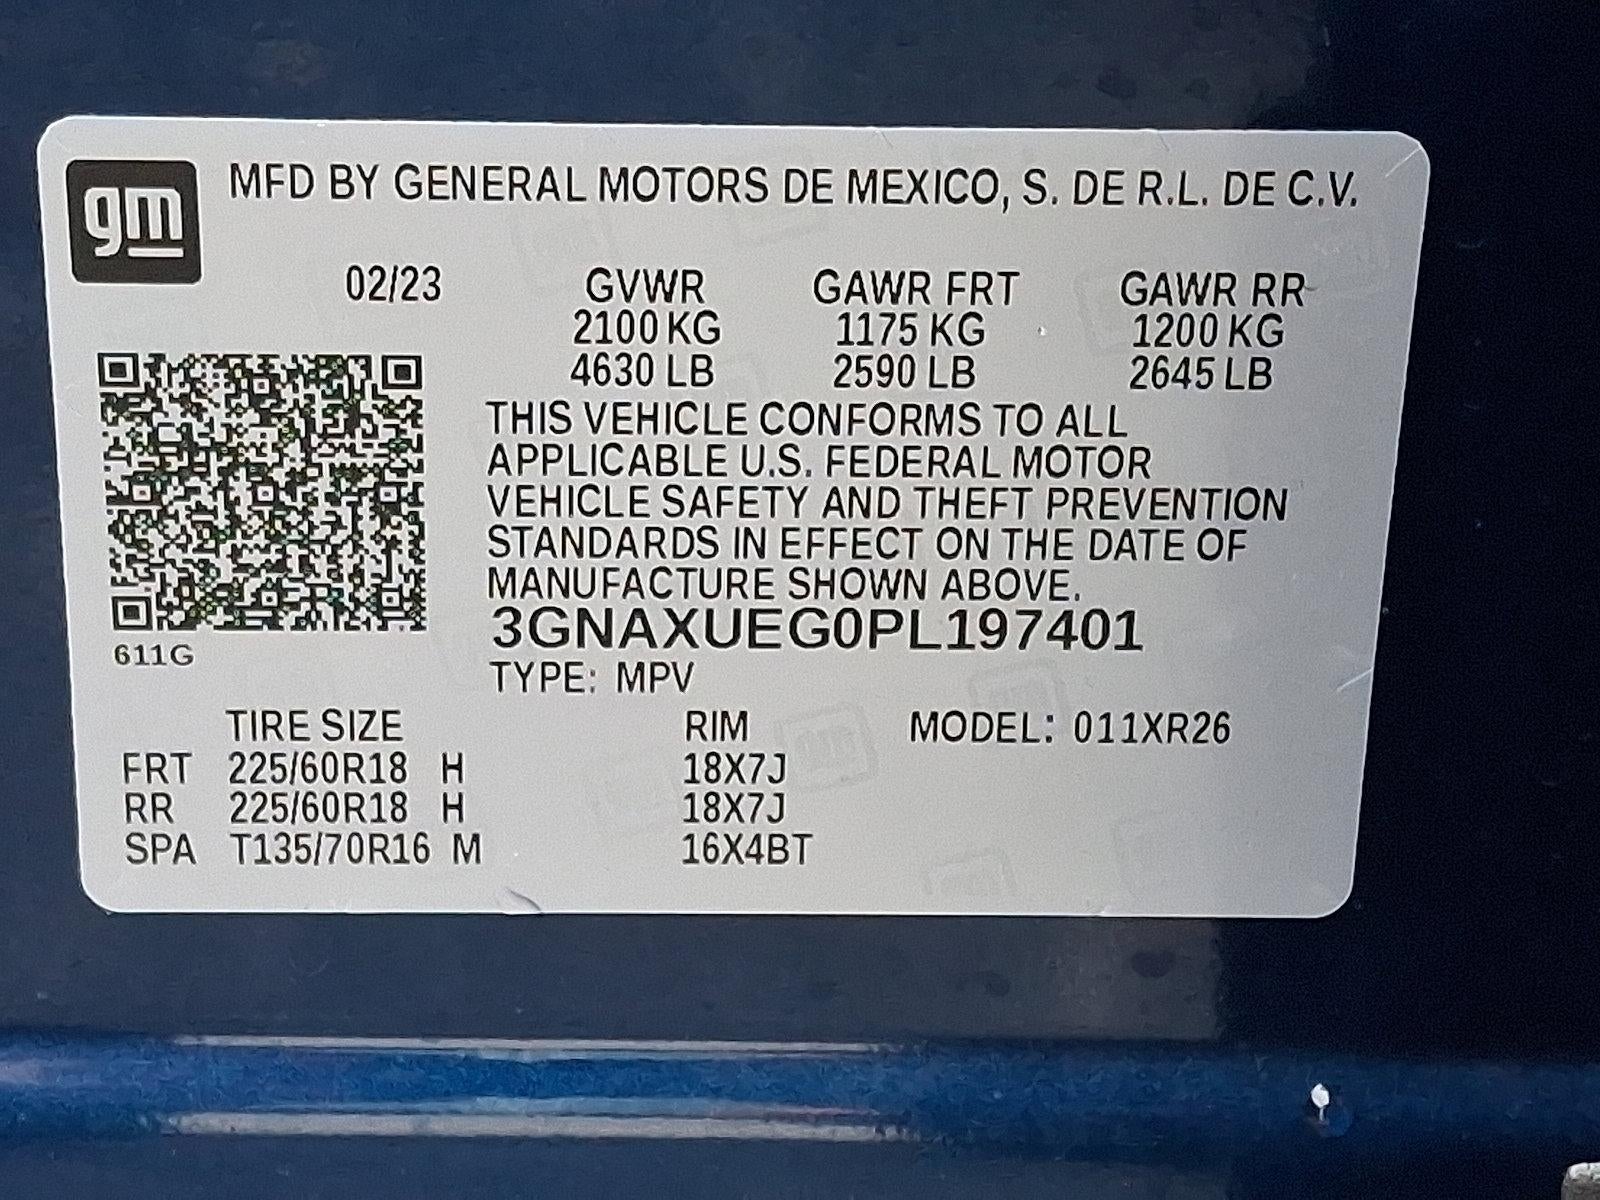 gm
MFD BY GENERAL MOTORS DE MEXICO, S. DE R.L. DE C.V.
02/23 GVWR GAWR FRT GAWR RR
2100 KG 1175 KG 1200 KG
4630 LB 2590 LB 2645 LB
THIS VEHICLE CONFORMS TO ALL
APPLICABLE U.S. FEDERAL MOTOR
VEHICLE SAFETY AND THEFT PREVENTION
STANDARDS IN EFFECT ON THE DATE OF
MANUFACTURE SHOWN ABOVE.
3GNAXUEG0PL197401
611G
TYPE: MPV
TIRE SIZE RIM MODEL: 011XR26
FRT 225/60R18 H 18X7J
RR 225/60R18 H 18X7J
SPA T135/70R16 M 16X4BT